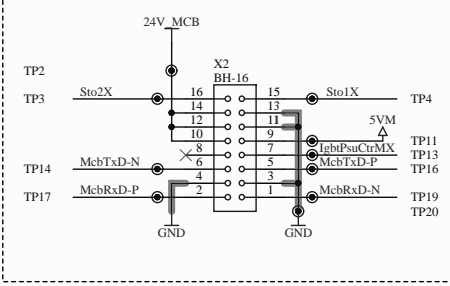 24V_MCB
TP2
X2
BH-16
TP3 Sto2X 16 15 Sto1X TP4
14 13
12 11 5VM
10 9 TP11
8 7 IgbtPsuCtrMX TP13
TP14 McbTxD-N 6 5 McbTxD-P TP16
4 3
TP17 McbRxD-P 2 1 McbRxD-N TP19
TP20
GND GND